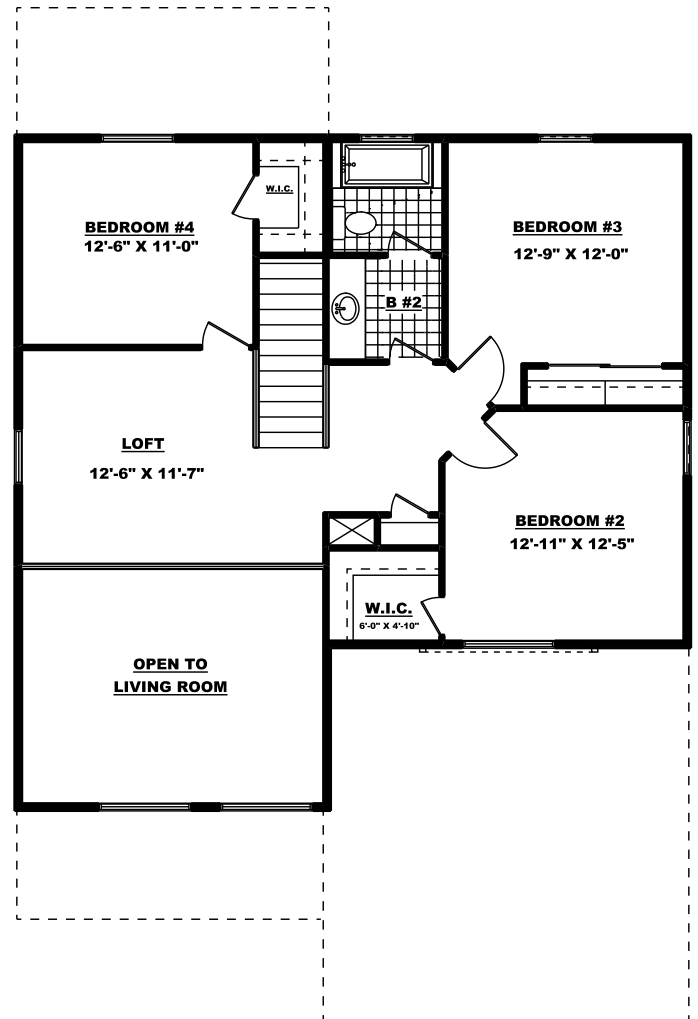 W.I.C.
BEDROOM #4
12'-6" X 11'-0"
BEDROOM #3
12'-9" X 12'-0"
B #2
LOFT
12'-6" X 11'-7"
BEDROOM #2
12'-11" X 12'-5"
W.I.C.
6'-0" X 4'-10"
OPEN TO
LIVING ROOM